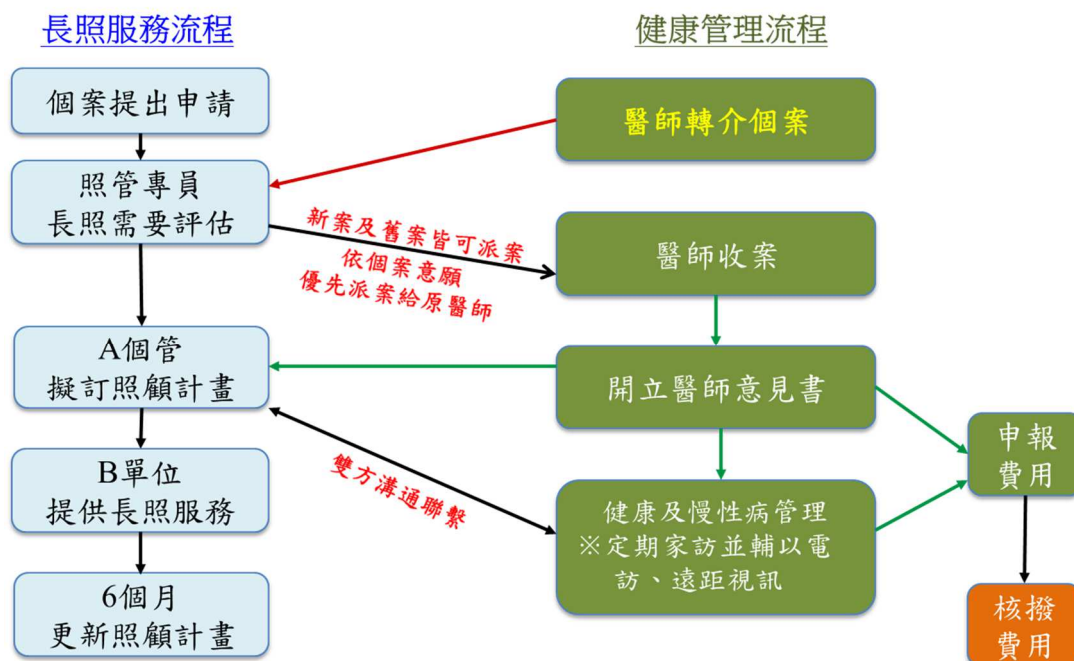 長照服務流程
健康管理流程
個案提出申請
醫師轉介個案
照管專員
長照需要評估
新案及舊案皆可派案
依個案意願
優先派案給原醫師
醫師收案
A個管
擬訂照顧計畫
開立醫師意見書
申報
費用
B單位
提供長照服務
雙方溝通聯繫
健康及慢性病管理
※定期家訪並輔以電
訪、遠距視訊
6個月
更新照顧計畫
核撥
費用